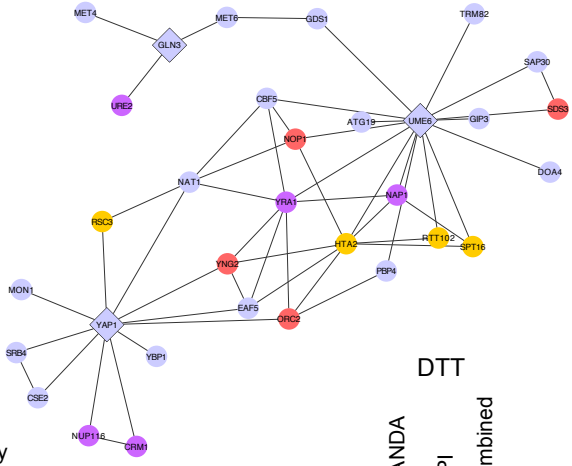 MET4
MET6
GDS1
TRM82
GLN3
SAP30
URE2
CBF5
SDS3
ATG19
UME6
GIP3
NOP1
DOA4
NAT1
YRA1
NAP1
RSC3
HTA2
RTT102
SPT16
YNG2
PBP4
MON1
EAF5
ORC2
YAP1
SRB4
YBP1
CSE2
NUP116
CRM1
DTT